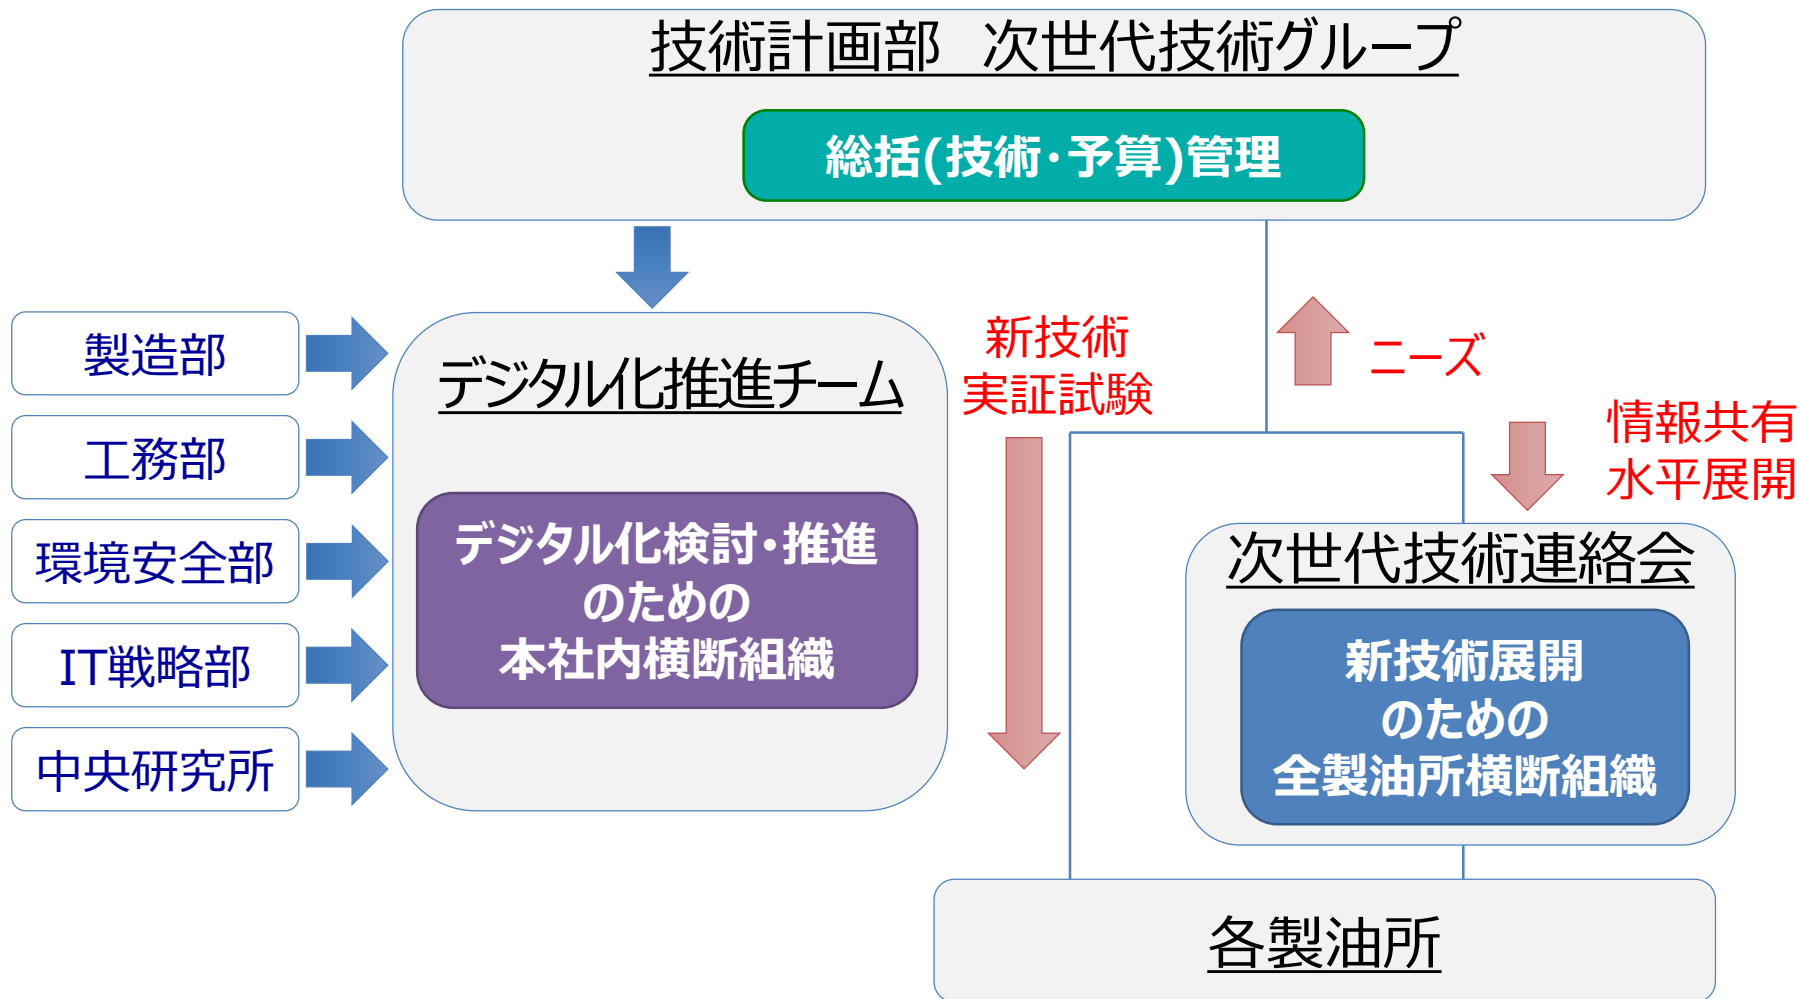 技術計画部　次世代技術グループ
総括(技術・予算)管理
製造部
工務部
環境安全部
IT戦略部
中央研究所
デジタル化推進チーム
デジタル化検討・推進
のための
本社内横断組織
新技術
実証試験
ニーズ
情報共有
水平展開
次世代技術連絡会
新技術展開
のための
全製油所横断組織
各製油所